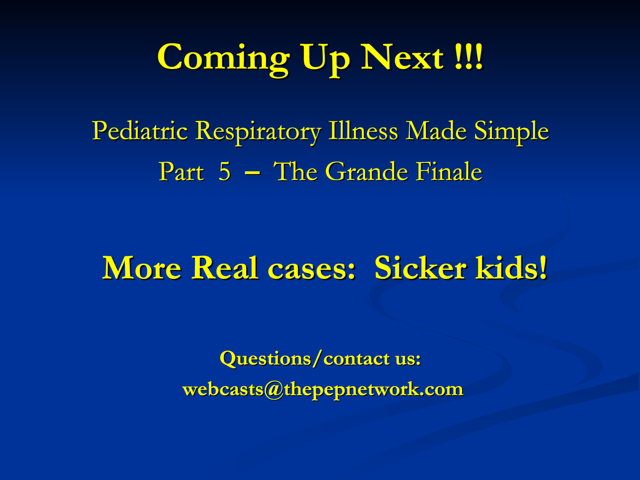 Coming Up Next !!!
Pediatric Respiratory Illness Made Simple
Part 5 – The Grande Finale
More Real cases: Sicker kids!
Questions/contact us:
webcasts@thepepnetwork.com